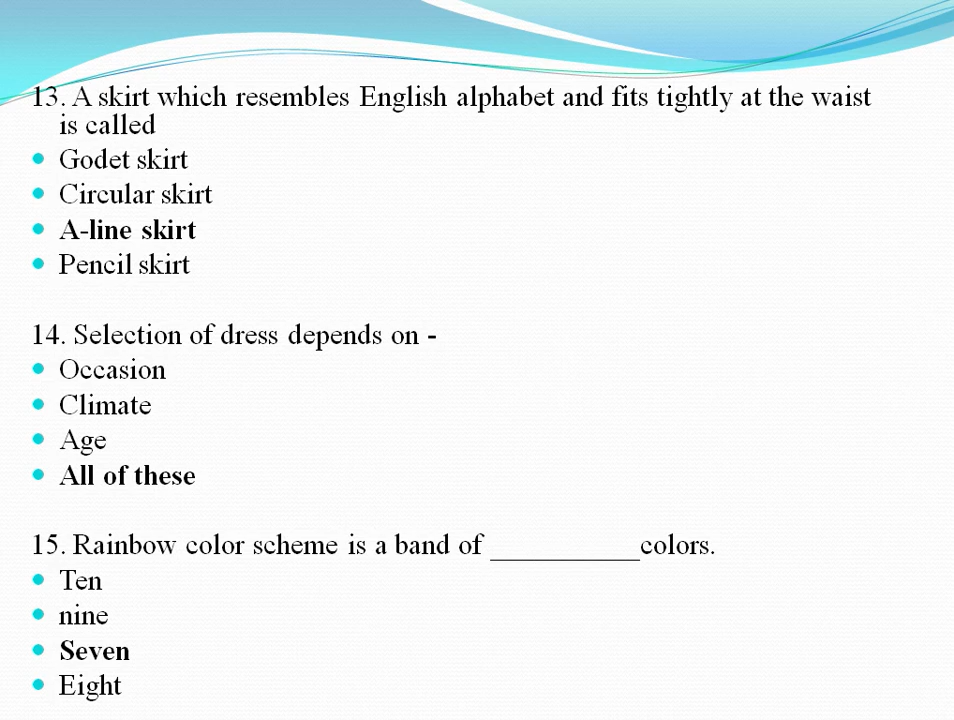 13. A skirt which resembles English alphabet and fits tightly at the waist
is called
Godet skirt
Circular skirt
A-line skirt
Pencil skirt
14. Selection of dress depends on -
Occasion
Climate
Age
All of these
15. Rainbow color scheme is a band of ___________colors.
Ten
nine
Seven
Eight